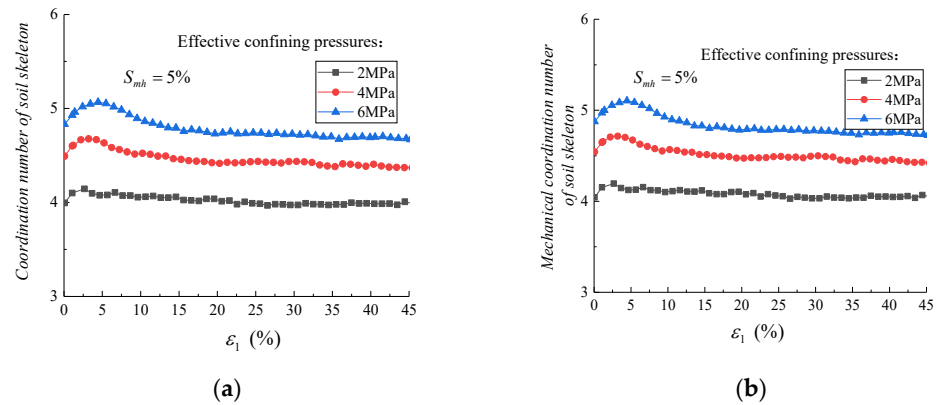 6
5
4
3
Coordination number of soil skeleton
Effective confining pressures:
S_mh = 5%
2MPa
4MPa
6MPa
0 5 10 15 20 25 30 35 40 45
ε₁ (%)
(a)
6
5
4
3
Mechanical coordination number
of soil skeleton
Effective confining pressures:
S_mh = 5%
2MPa
4MPa
6MPa
0 5 10 15 20 25 30 35 40 45
ε₁ (%)
(b)